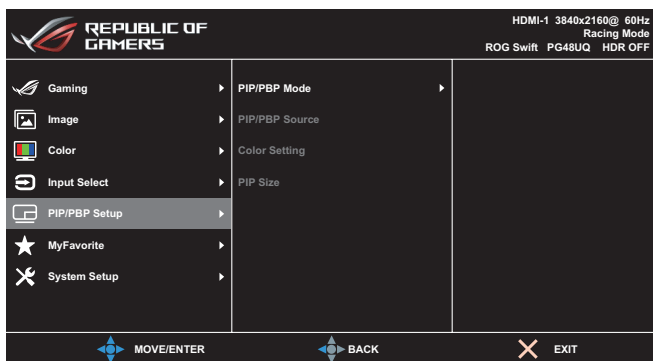 REPUBLIC OF
GAMERS
HDMI-1 3840x2160@ 60Hz
Racing Mode
ROG Swift PG48UQ HDR OFF
Gaming
Image
Color
Input Select
PIP/PBP Setup
MyFavorite
System Setup
PIP/PBP Mode
PIP/PBP Source
Color Setting
PIP Size
MOVE/ENTER
BACK
EXIT